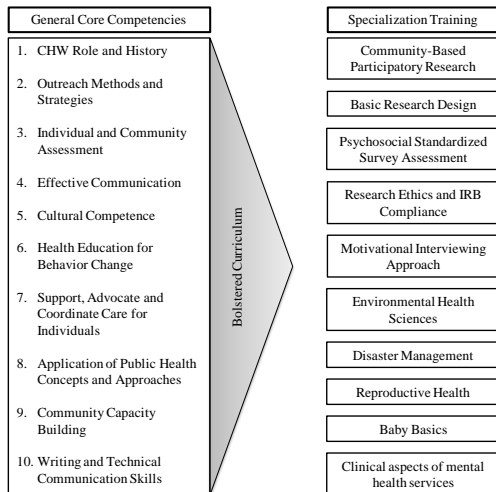 General Core Competencies
1. CHW Role and History
2. Outreach Methods and
Strategies
3. Individual and Community
Assessment
4. Effective Communication
5. Cultural Competence
6. Health Education for
Behavior Change
7. Support, Advocate and
Coordinate Care for
Individuals
8. Application of Public Health
Concepts and Approaches
9. Community Capacity
Building
10. Writing and Technical
Communication Skills
Bolstered Curriculum
Specialization Training
Community-Based
Participatory Research
Basic Research Design
Psychosocial Standardized
Survey Assessment
Research Ethics and IRB
Compliance
Motivational Interviewing
Approach
Environmental Health
Sciences
Disaster Management
Reproductive Health
Baby Basics
Clinical aspects of mental
health services